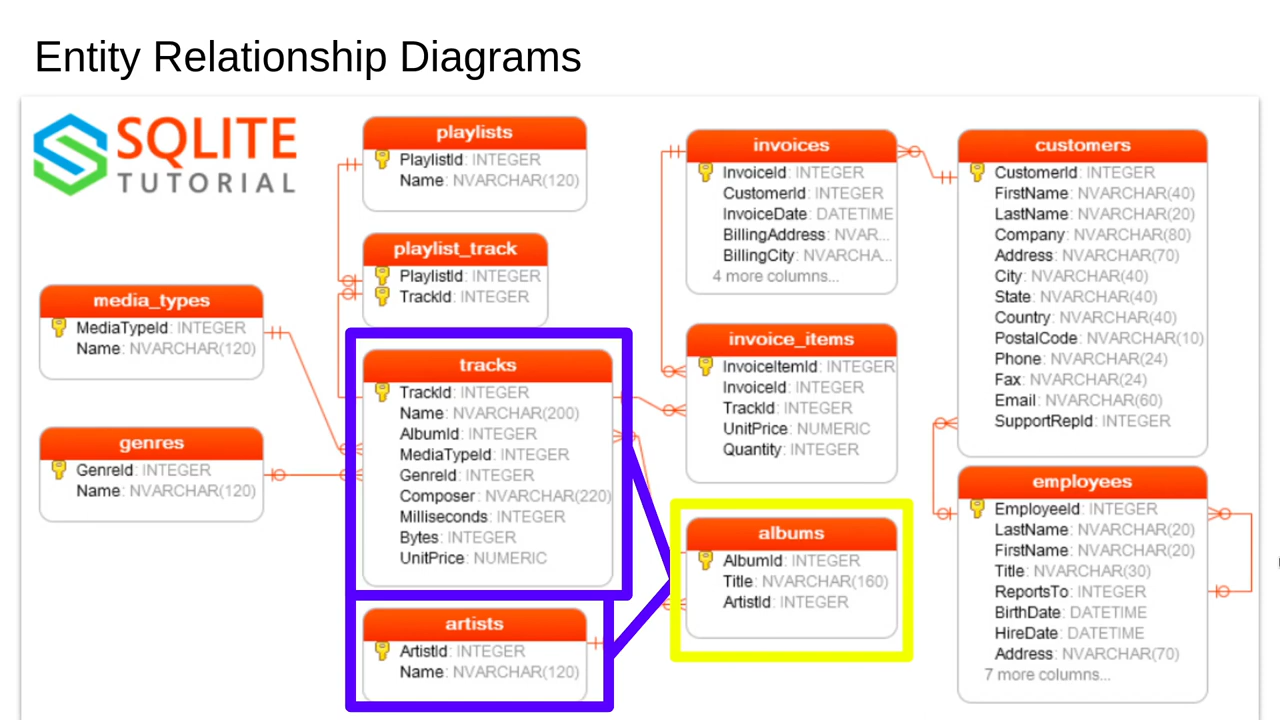 Entity Relationship Diagrams
SQLITE
TUTORIAL
playlists
PlaylistId: INTEGER
Name: NVARCHAR(120)
playlist_track
PlaylistId: INTEGER
TrackId: INTEGER
media_types
MediaTypeId: INTEGER
Name: NVARCHAR(120)
genres
GenreId: INTEGER
Name: NVARCHAR(120)
tracks
TrackId: INTEGER
Name: NVARCHAR(200)
AlbumId: INTEGER
MediaTypeId: INTEGER
GenreId: INTEGER
Composer: NVARCHAR(220)
Milliseconds: INTEGER
Bytes: INTEGER
UnitPrice: NUMERIC
artists
ArtistId: INTEGER
Name: NVARCHAR(120)
invoices
InvoiceId: INTEGER
CustomerId: INTEGER
InvoiceDate: DATETIME
BillingAddress: NVAR...
BillingCity: NVARCHA...
4 more columns...
invoice_items
InvoiceItemId: INTEGER
InvoiceId: INTEGER
TrackId: INTEGER
UnitPrice: NUMERIC
Quantity: INTEGER
albums
AlbumId: INTEGER
Title: NVARCHAR(160)
ArtistId: INTEGER
customers
CustomerId: INTEGER
FirstName: NVARCHAR(40)
LastName: NVARCHAR(20)
Company: NVARCHAR(80)
Address: NVARCHAR(70)
City: NVARCHAR(40)
State: NVARCHAR(40)
Country: NVARCHAR(40)
PostalCode: NVARCHAR(10)
Phone: NVARCHAR(24)
Fax: NVARCHAR(24)
Email: NVARCHAR(60)
SupportRepId: INTEGER
employees
EmployeeId: INTEGER
LastName: NVARCHAR(20)
FirstName: NVARCHAR(20)
Title: NVARCHAR(30)
ReportsTo: INTEGER
BirthDate: DATETIME
HireDate: DATETIME
Address: NVARCHAR(70)
7 more columns...